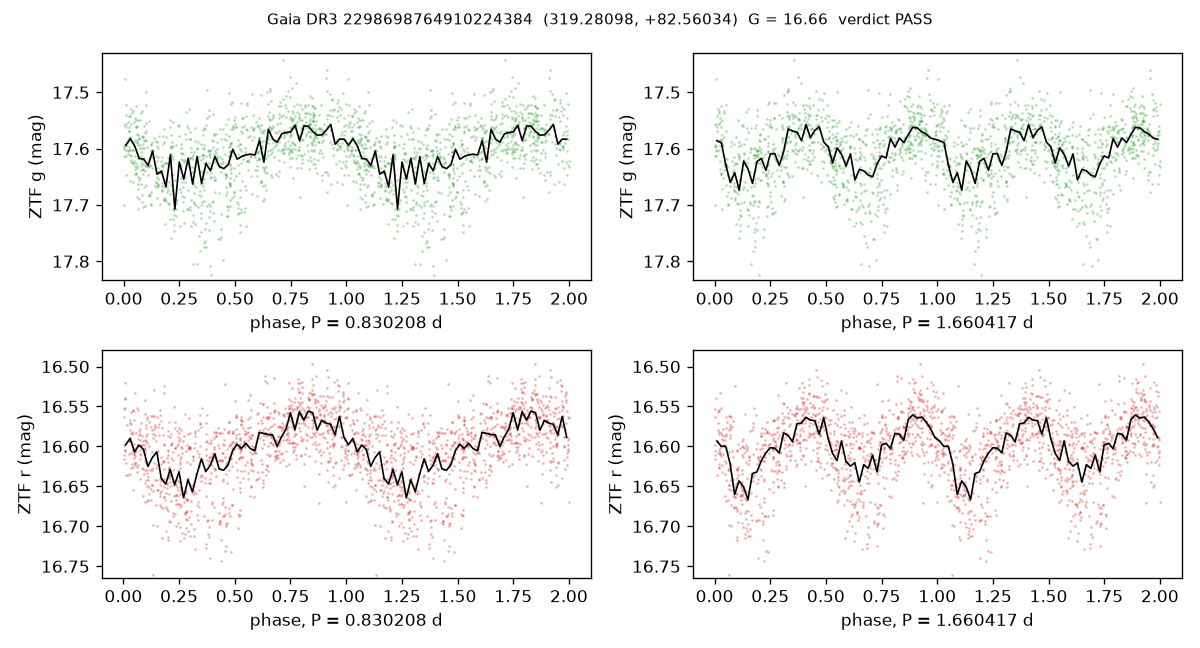 Gaia DR3 2298698764910224384  (319.28098, +82.56034)  G = 16.66  verdict PASS
ZTF g (mag)
17.5
17.6
17.7
17.8
0.00 0.25 0.50 0.75 1.00 1.25 1.50 1.75 2.00
phase, P = 0.830208 d
ZTF g (mag)
17.5
17.6
17.7
17.8
0.00 0.25 0.50 0.75 1.00 1.25 1.50 1.75 2.00
phase, P = 1.660417 d
ZTF r (mag)
16.50
16.55
16.60
16.65
16.70
16.75
0.00 0.25 0.50 0.75 1.00 1.25 1.50 1.75 2.00
phase, P = 0.830208 d
ZTF r (mag)
16.50
16.55
16.60
16.65
16.70
16.75
0.00 0.25 0.50 0.75 1.00 1.25 1.50 1.75 2.00
phase, P = 1.660417 d